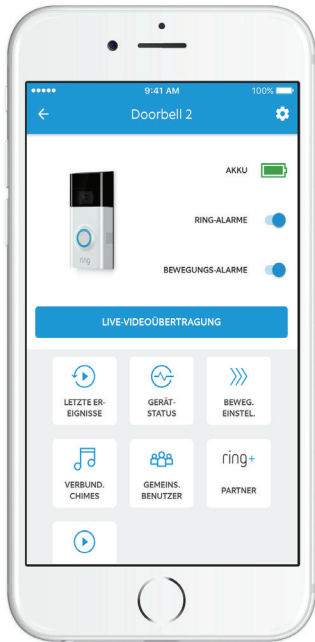 9:41 AM 100%
Doorbell 2
AKKU
RING-ALARME
ring
BEWEGUNGS-ALARME
LIVE-VIDEOÜBERTRAGUNG
LETZTE ER-
EIGNISSE
GERÄT-
STATUS
BEWEG.
EINSTEL.
VERBUND.
CHIMES
GEMEINS.
BENUTZER
ring+
PARTNER